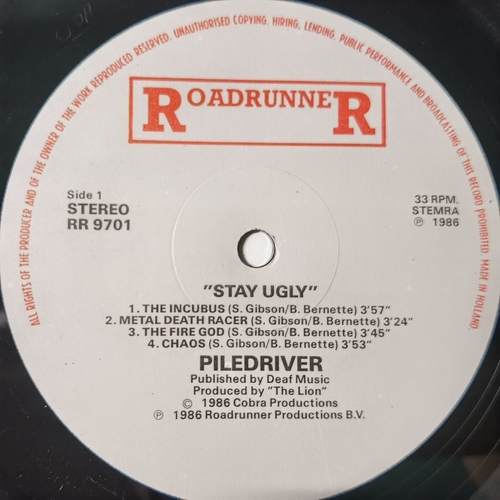 ALL RIGHTS OF THE PRODUCER AND OF THE OWNER OF THE WORK REPRODUCED RESERVED. UNAUTHORISED COPYING, HIRING, LENDING, PUBLIC PERFORMANCE AND BROADCASTING OF THIS RECORD PROHIBITED. MADE IN HOLLAND.
ROADRUNNER
Side 1
STEREO
RR 9701
33 RPM.
STEMRA
℗ 1986
"STAY UGLY"
1. THE INCUBUS (S. Gibson/B. Bernette) 3'57"
2. METAL DEATH RACER (S. Gibson/B. Bernette) 3'24"
3. THE FIRE GOD (S. Gibson/B. Bernette) 3'45"
4. CHAOS (S. Gibson/B. Bernette) 3'53"
PILEDRIVER
Published by Deaf Music
Produced by "The Lion"
© 1986 Cobra Productions
℗ 1986 Roadrunner Productions B.V.